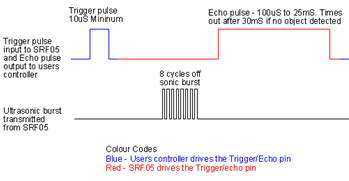 Trigger pulse
10uS Mininum
Echo pulse - 100uS to 25mS. Times
out after 30mS if no object detected
Trigger pulse
input to SRF05
and Echo pulse
output to users
controller
8 cycles off
sonic burst
Ultrasonic burst
transmitted
from SRF05
Colour Codes
Blue - Users controller drives the Trigger/Echo pin
Red - SRF05 drives the Trigger/echo pin